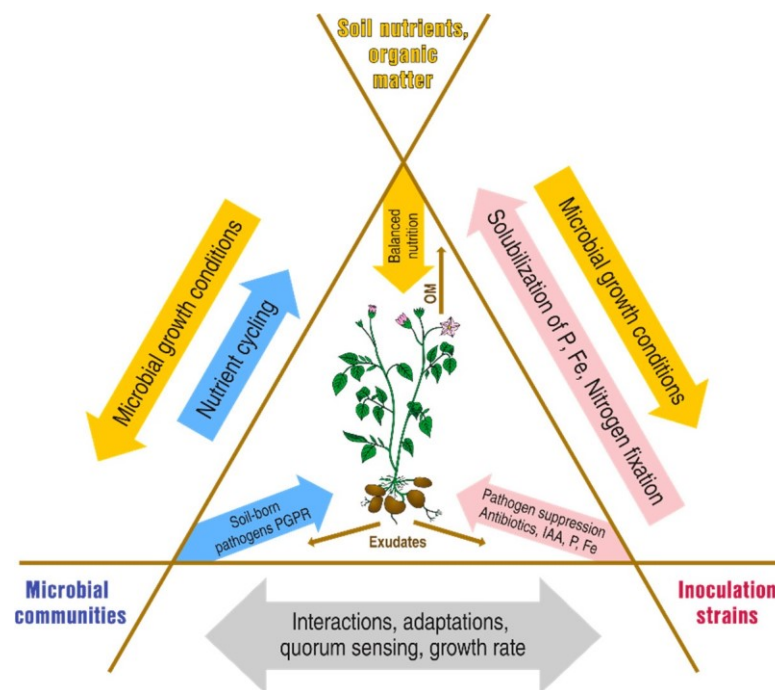 Soil nutrients,
organic
matter
Balanced
nutrition
OM
Microbial growth conditions
Nutrient cycling
Microbial growth conditions
Solubilization of P, Fe, Nitrogen fixation
Soil-born
pathogens PGPR
Pathogen suppression
Antibiotics, IAA, P, Fe
Exudates
Microbial
communities
Inoculation
strains
Interactions, adaptations,
quorum sensing, growth rate